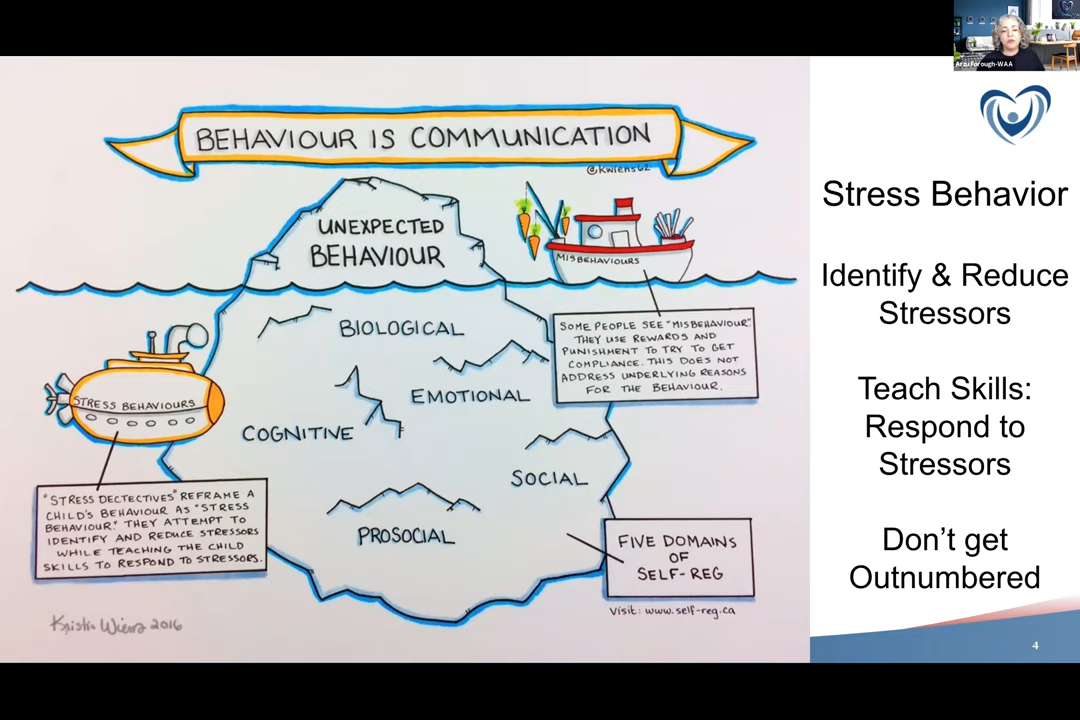 Arzu Forough-WAA
BEHAVIOUR IS COMMUNICATION
@kwiens62
UNEXPECTED
BEHAVIOUR
MISBEHAVIOURS
SOME PEOPLE SEE "MISBEHAVIOUR."
THEY USE REWARDS AND
PUNISHMENT TO TRY TO GET
COMPLIANCE. THIS DOES NOT
ADDRESS UNDERLYING REASONS
FOR THE BEHAVIOUR.
BIOLOGICAL
EMOTIONAL
COGNITIVE
SOCIAL
PROSOCIAL
STRESS BEHAVIOURS
"STRESS DECTECTIVES" REFRAME A
CHILD'S BEHAVIOUR AS "STRESS
BEHAVIOUR." THEY ATTEMPT TO
IDENTIFY AND REDUCE STRESSORS
WHILE TEACHING THE CHILD
SKILLS TO RESPOND TO STRESSORS.
FIVE DOMAINS
OF
SELF-REG
Visit: www.self-reg.ca
Kristin Wiens 2016
Stress Behavior
Identify & Reduce
Stressors
Teach Skills:
Respond to
Stressors
Don't get
Outnumbered
4